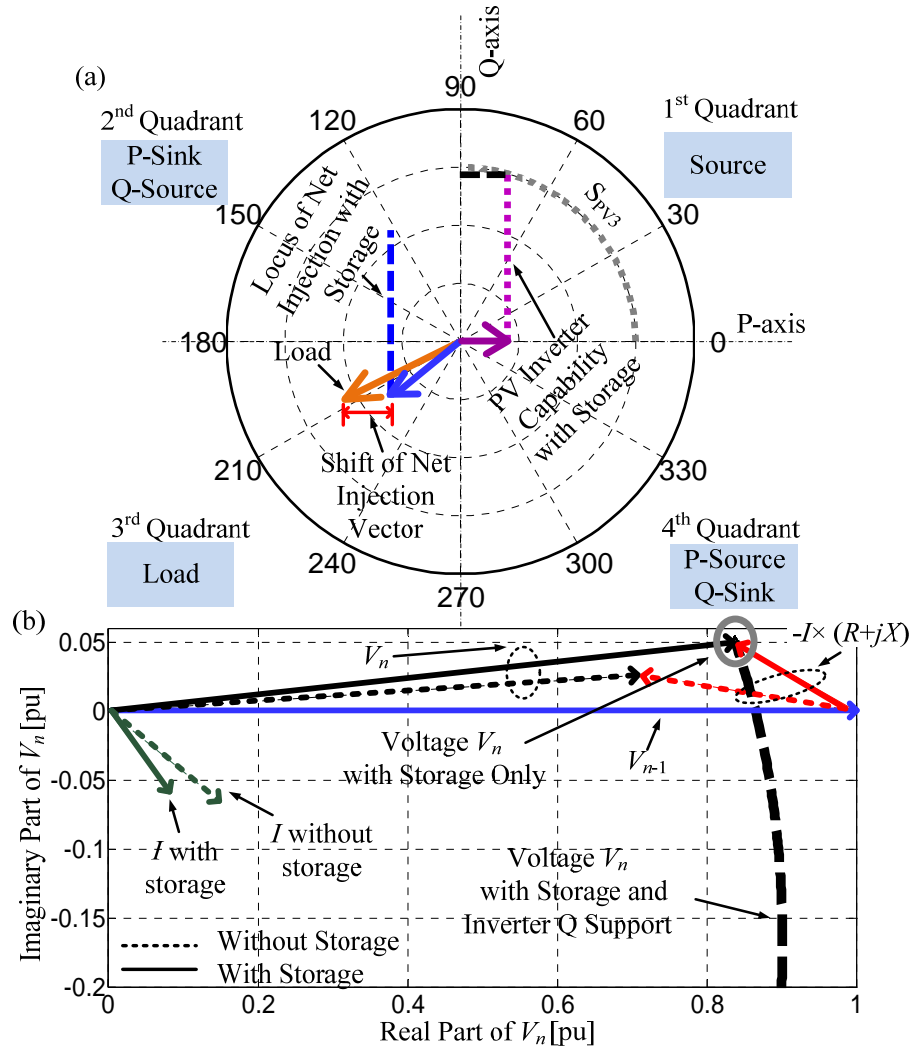 (a)
Q-axis
90
120
60
150
30
180
0
210
330
240
300
270
P-axis
2nd Quadrant
P-Sink
Q-Source
1st Quadrant
Source
3rd Quadrant
Load
4th Quadrant
P-Source
Q-Sink
Locus of Net
Injection with
Storage
SPV3
PV Inverter
Capability
with Storage
Load
Shift of Net
Injection
Vector
(b)
0.05
0
-0.05
-0.1
-0.15
-0.2
Imaginary Part of Vn [pu]
Vn
-I× (R+jX)
Voltage Vn
with Storage Only
Vn-1
I with
storage
I without
storage
Voltage Vn
with Storage and
Inverter Q Support
Without Storage
With Storage
0
0.2
0.4
0.6
0.8
1
Real Part of Vn [pu]